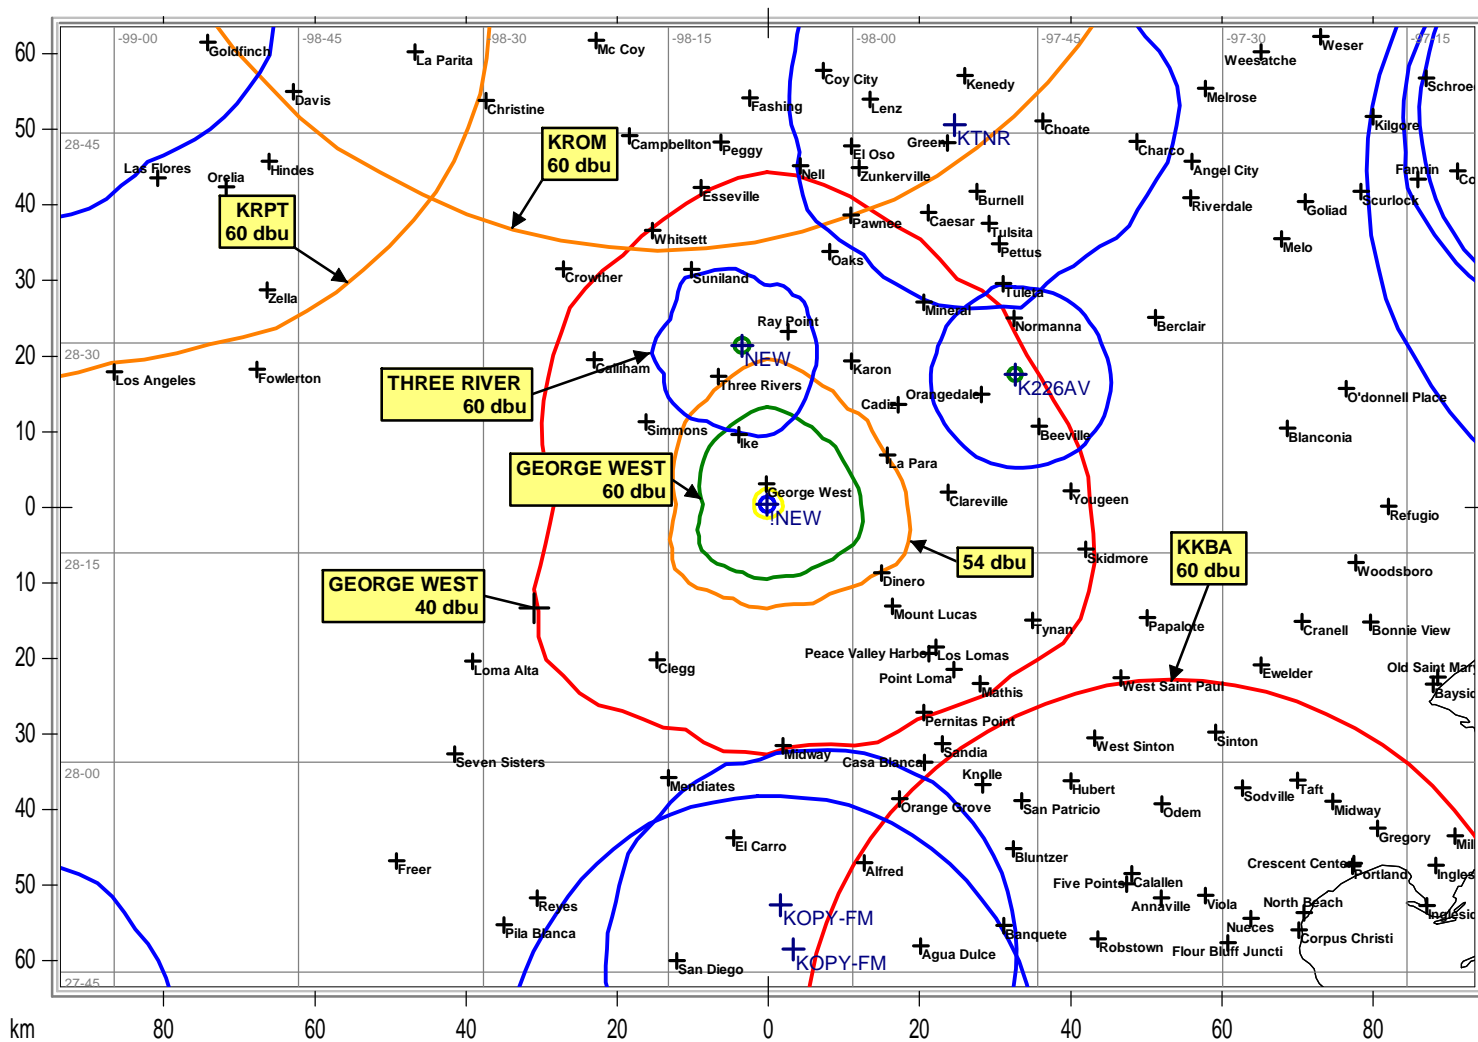 -99-00
-98-45
-98-30
-98-15
-98-00
-97-45
-97-30
-97-15
60
Goldfinch
La Parita
Mc Coy
Coy City
Kenedy
Weesatche
Weser
Davis
Christine
Fashing
Lenz
Melrose
Schroe
50
28-45
KROM
60 dbu
Campbellton
Peggy
El Oso
Green
KTNR
Choate
Charco
Kilgore
Las Flores
Hindes
Orelia
Nell
Zunkerville
Angel City
Fannin
Co
40
KRPT
60 dbu
Esseville
Burnell
Riverdale
Goliad
Scurlock
Whitsett
Pawnee
Caesar
Tulsita
Pettus
Melo
Oaks
30
Zella
Crowther
Suniland
Tuleta
Mineral
Ray Point
Normanna
Berclair
20
28-30
Los Angeles
Fowlerton
THREE RIVER
60 dbu
Calliham
NEW
Three Rivers
Karon
Cadiz
Orangedale
K226AV
O'donnell Place
10
Simmons
Ike
Beeville
Blanconia
GEORGE WEST
60 dbu
La Para
0
George West
!NEW
Clareville
Yougeen
Refugio
28-15
54 dbu
Skidmore
KKBA
60 dbu
Woodsboro
10
GEORGE WEST
40 dbu
Dinero
Mount Lucas
Tynan
Papalote
Cranell
Bonnie View
20
Loma Alta
Clegg
Peace Valley Harbo
Los Lomas
Point Loma
Mathis
West Saint Paul
Ewelder
Old Saint Mary
Baysid
30
Seven Sisters
Midway
Pernitas Point
Sandia
Casa Blanca
West Sinton
Sinton
28-00
Mendiates
Knolle
Hubert
Sodville
Taft
40
Orange Grove
San Patricio
Odem
Midway
El Carro
Gregory
Mil
Freer
Alfred
Bluntzer
Crescent Center
Portland
Ingles
50
Five Points
Calallen
Reyes
KOPY-FM
Annaville
Viola
North Beach
Inglesid
Pila Blanca
Banquete
Nueces
Corpus Christi
60
San Diego
KOPY-FM
Agua Dulce
Robstown
Flour Bluff Juncti
27-45
km
80
60
40
20
0
20
40
60
80